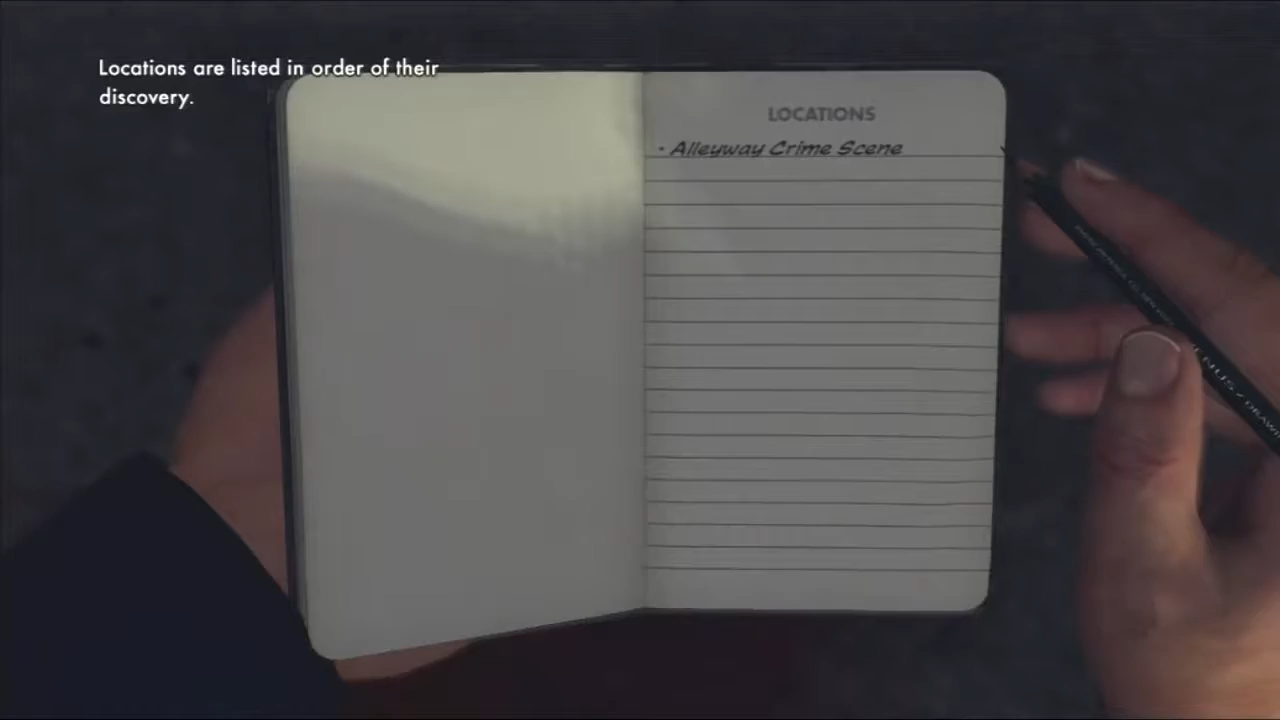 Locations are listed in order of their
discovery.
LOCATIONS
- Alleyway Crime Scene